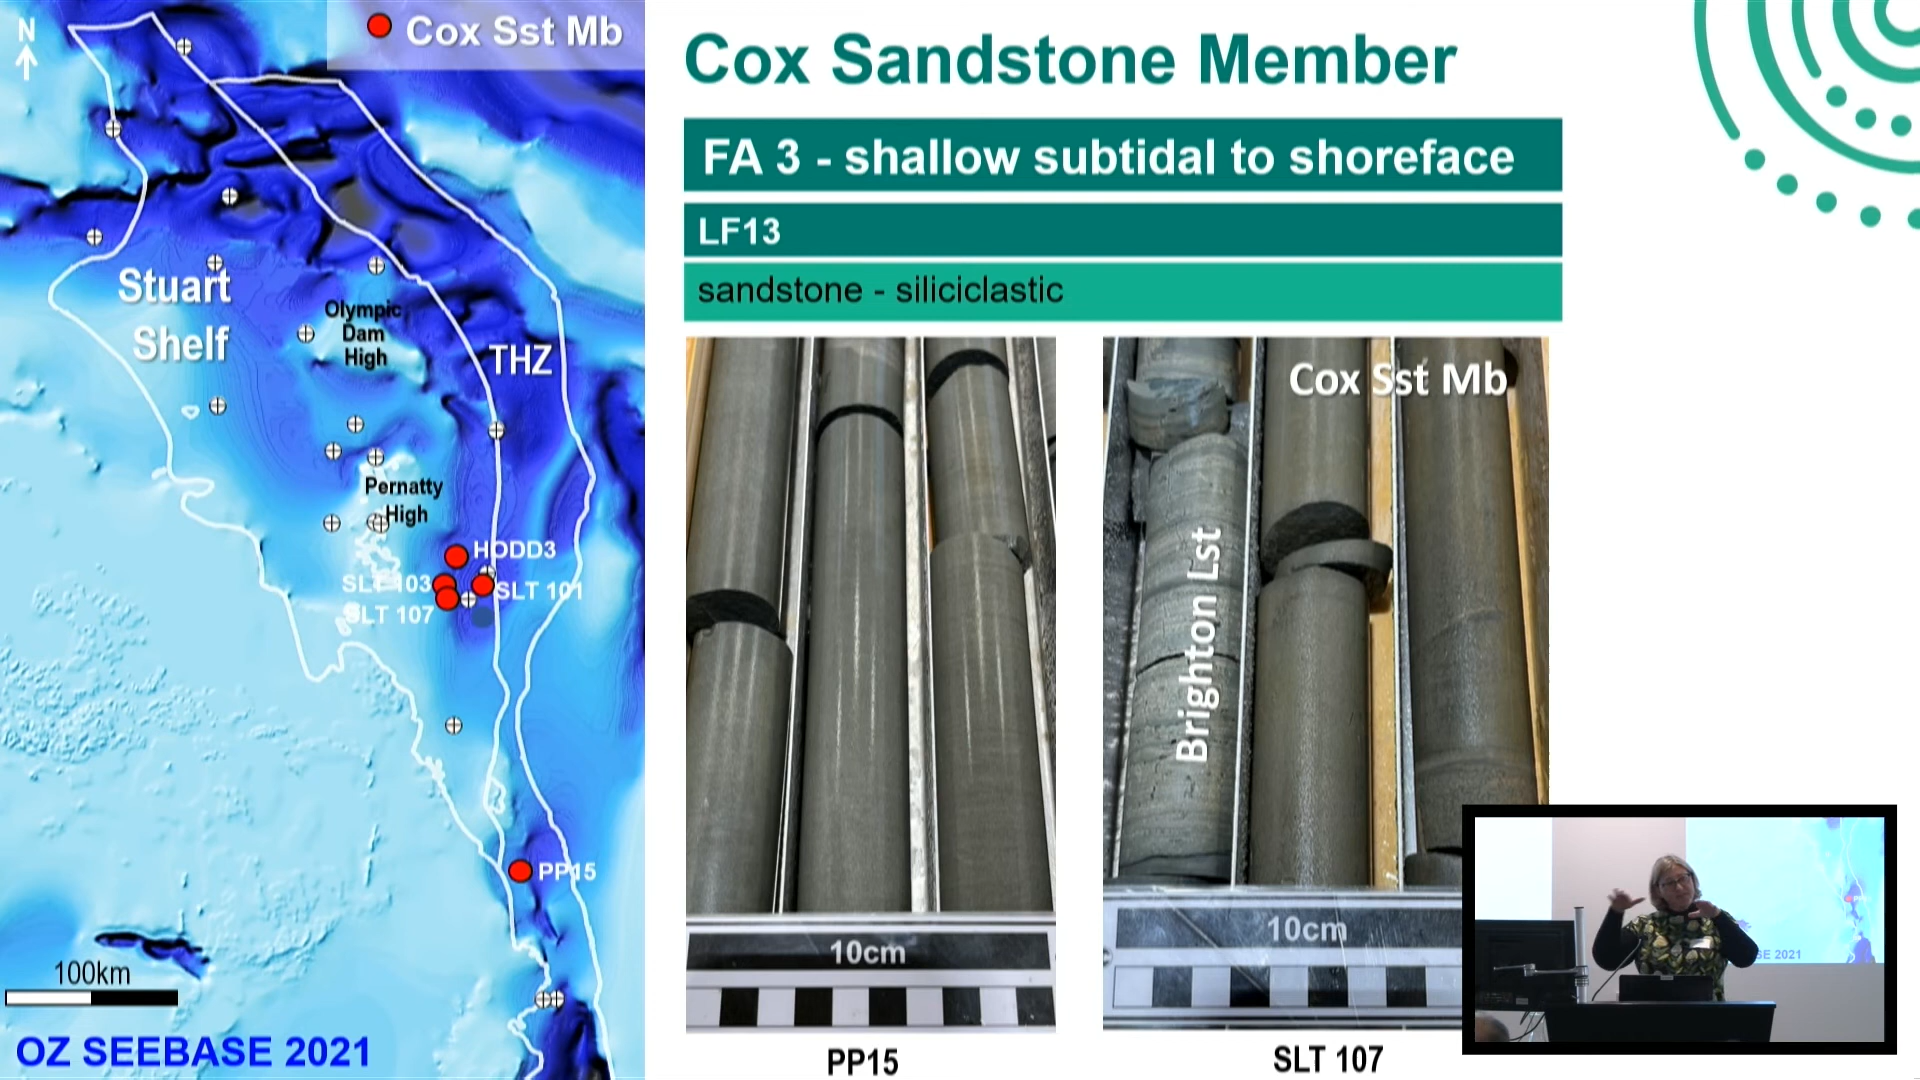 N
Cox Sst Mb
Stuart
Shelf
Olympic
Dam
High
THZ
Pernatty
High
HODD3
SLT 103
SLT 101
SLT 107
PP15
100km
OZ SEEBASE 2021
Cox Sandstone Member
FA 3 - shallow subtidal to shoreface
LF13
sandstone - siliciclastic
10cm
PP15
Cox Sst Mb
Brighton Lst
10cm
SLT 107
SE 2021